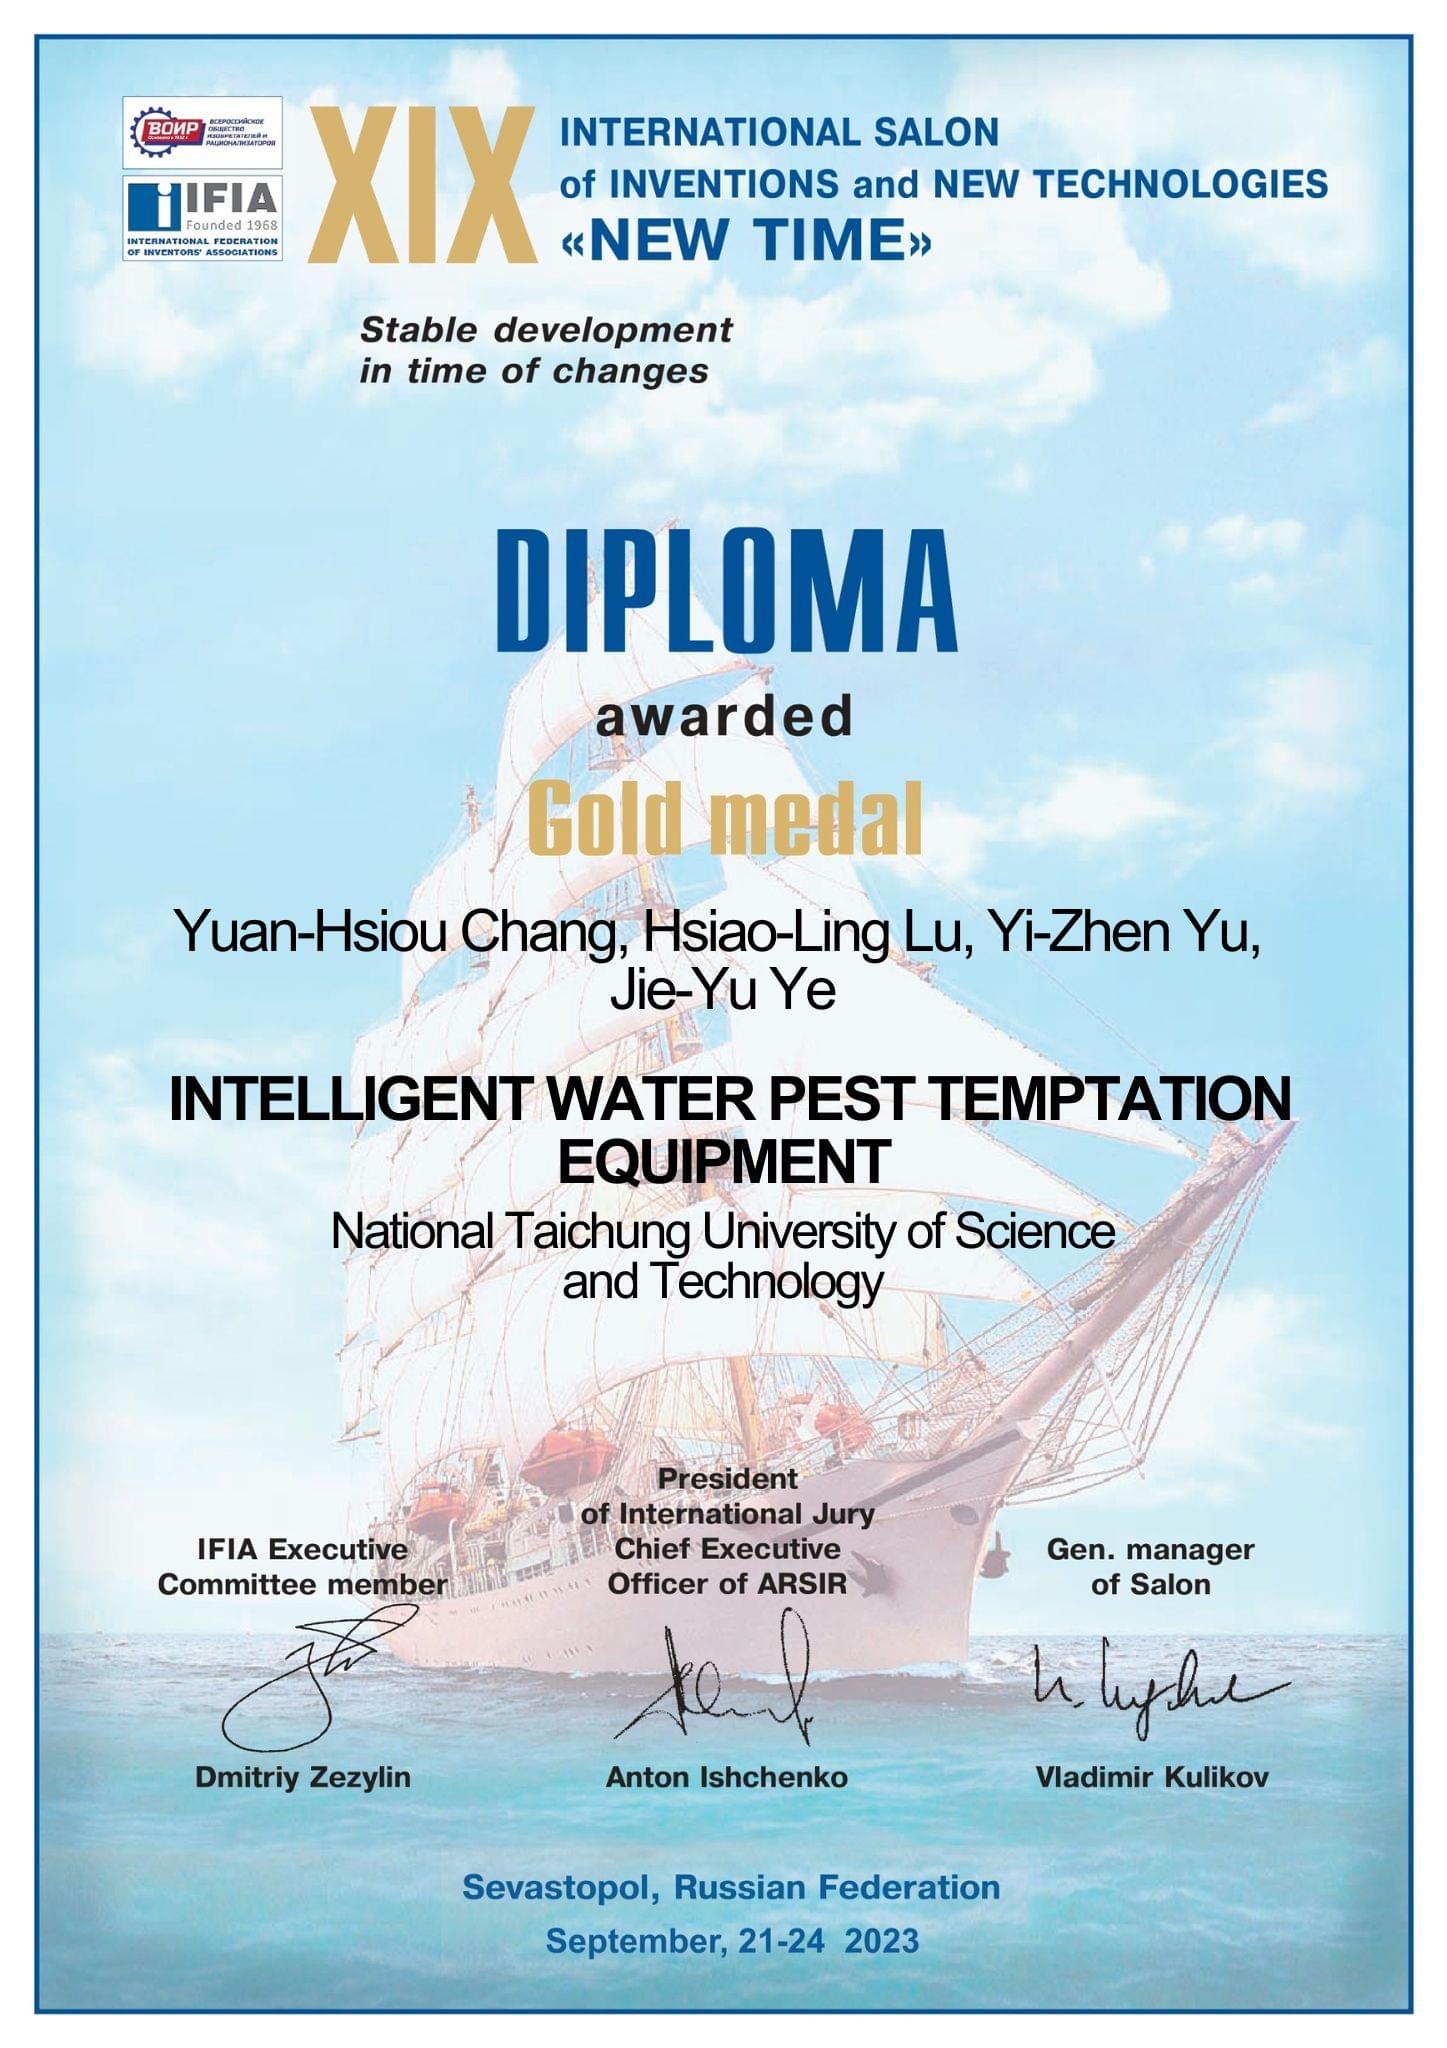 ВОИР
Основано в 1932 г.
ВСЕРОССИЙСКОЕ
ОБЩЕСТВО
ИЗОБРЕТАТЕЛЕЙ И
РАЦИОНАЛИЗАТОРОВ
i IFIA
Founded 1968
INTERNATIONAL FEDERATION
OF INVENTORS' ASSOCIATIONS
XIX
INTERNATIONAL SALON
of INVENTIONS and NEW TECHNOLOGIES
«NEW TIME»
Stable development
in time of changes
DIPLOMA
awarded
Gold medal
Yuan-Hsiou Chang, Hsiao-Ling Lu, Yi-Zhen Yu,
Jie-Yu Ye
INTELLIGENT WATER PEST TEMPTATION
EQUIPMENT
National Taichung University of Science
and Technology
IFIA Executive
Committee member
Dmitriy Zezylin
President
of International Jury
Chief Executive
Officer of ARSIR
Anton Ishchenko
Gen. manager
of Salon
Vladimir Kulikov
Sevastopol, Russian Federation
September, 21-24 2023